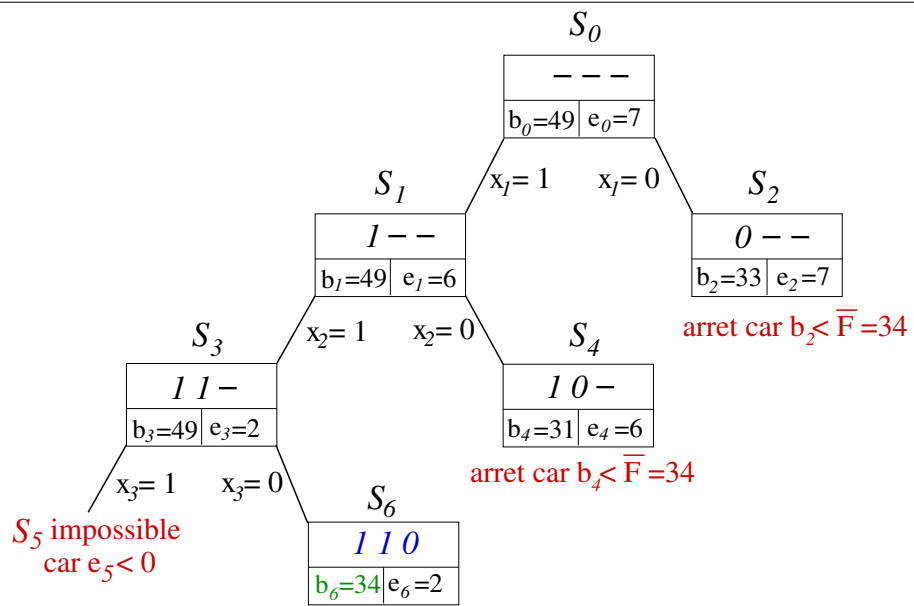 S₀
− − −
b₀=49 e₀=7
x₁= 1 x₁= 0
S₁ S₂
1 − − 0 − −
b₁=49 e₁=6 b₂=33 e₂=7
arret car b₂< F̅ =34
x₂= 1 x₂= 0
S₃ S₄
1 1 − 1 0 −
b₃=49 e₃=2 b₄=31 e₄=6
arret car b₄< F̅ =34
x₃= 1 x₃= 0
S₅ impossible
car e₅< 0
S₆
1 1 0
b₆=34 e₆=2